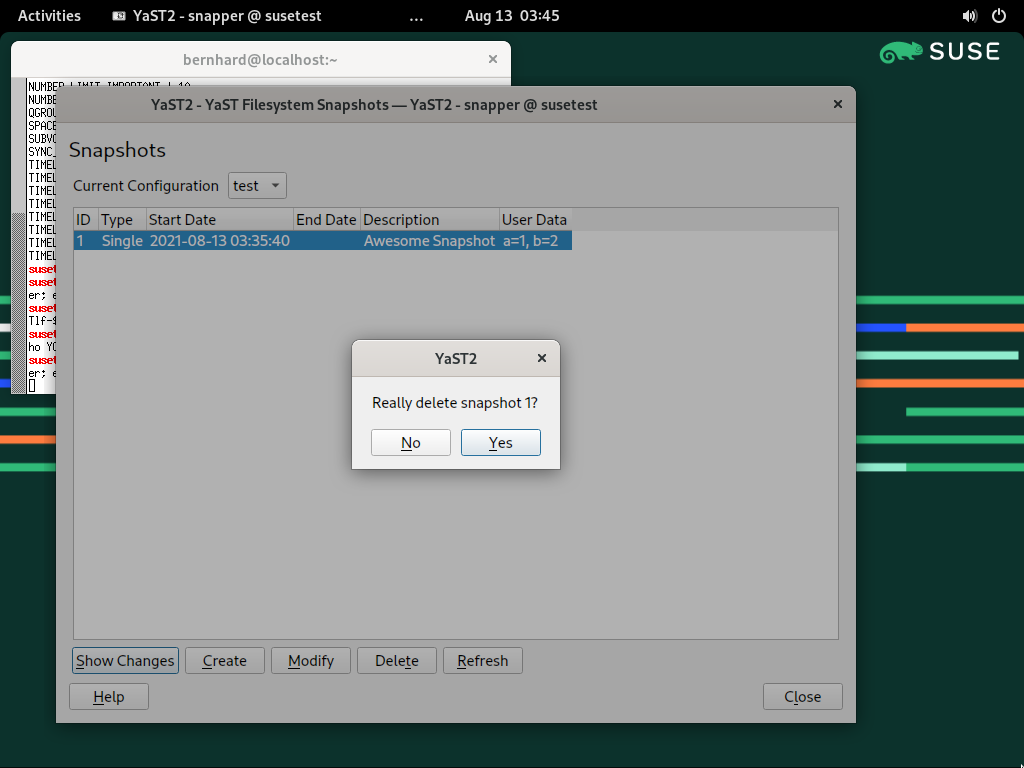 Activities YaST2 - snapper @ susetest ... Aug 13 03:45
SUSE
bernhard@localhost:~
NUMBER_LIMIT_IMPORTANT | 10
NUMBE
QGROU
SPACE
SUBVO
SYNC_
TIMEL
TIMEL
TIMEL
TIMEL
TIMEL
TIMEL
TIMEL
TIMEL
suset
suset
er; e
suset
Tlf-$
suset
ho YO
suset
er; e
YaST2 - YaST Filesystem Snapshots — YaST2 - snapper @ susetest
Snapshots
Current Configuration test
ID Type Start Date End Date Description User Data
1 Single 2021-08-13 03:35:40 Awesome Snapshot a=1, b=2
YaST2
Really delete snapshot 1?
No Yes
Show Changes Create Modify Delete Refresh
Help Close